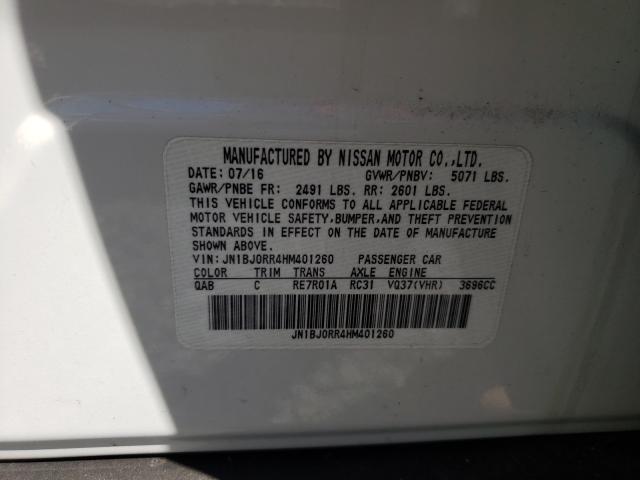 MANUFACTURED BY NISSAN MOTOR CO.,LTD.
DATE: 07/16 GVWR/PNBV: 5071 LBS.
GAWR/PNBE FR: 2491 LBS. RR: 2601 LBS.
THIS VEHICLE CONFORMS TO ALL APPLICABLE FEDERAL
MOTOR VEHICLE SAFETY,BUMPER,AND THEFT PREVENTION
STANDARDS IN EFFECT ON THE DATE OF MANUFACTURE
SHOWN ABOVE.
VIN: JN1BJ0RR4HM401260 PASSENGER CAR
COLOR TRIM TRANS AXLE ENGINE
QAB C RE7R01A RC31 VQ37(VHR) 3696CC
JN1BJ0RR4HM401260